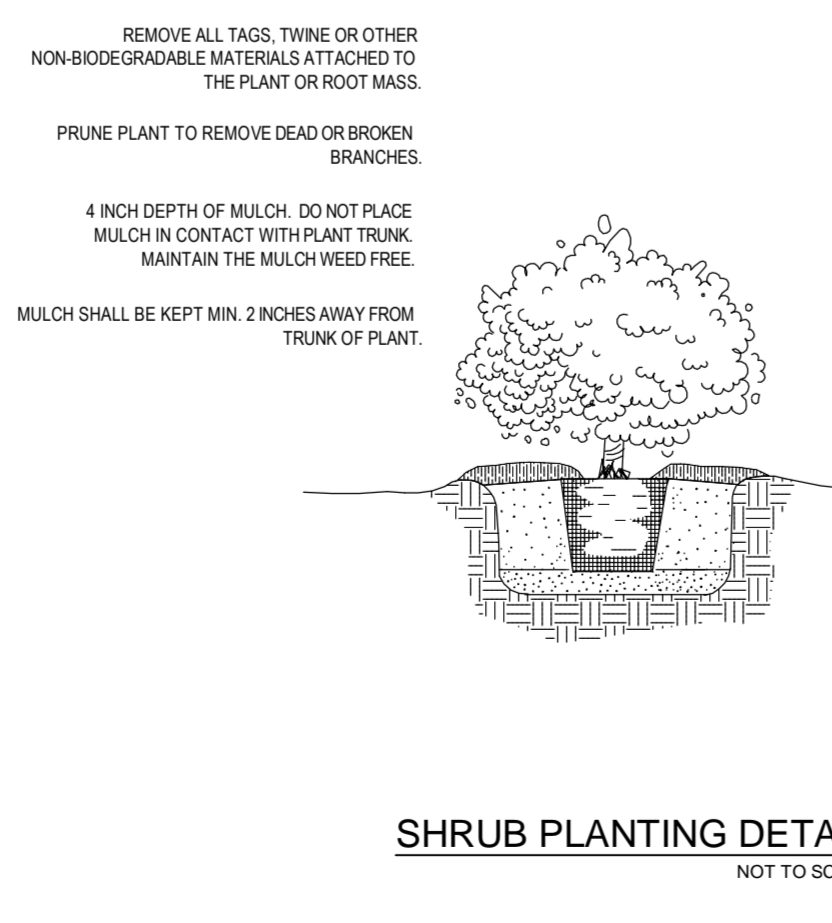 REMOVE ALL TAGS, TWINE OR OTHER
NON-BIODEGRADABLE MATERIALS ATTACHED TO
THE PLANT OR ROOT MASS.
PRUNE PLANT TO REMOVE DEAD OR BROKEN
BRANCHES.
4 INCH DEPTH OF MULCH. DO NOT PLACE
MULCH IN CONTACT WITH PLANT TRUNK.
MAINTAIN THE MULCH WEED FREE.
MULCH SHALL BE KEPT MIN. 2 INCHES AWAY FROM
TRUNK OF PLANT.
SHRUB PLANTING DETA
NOT TO SC